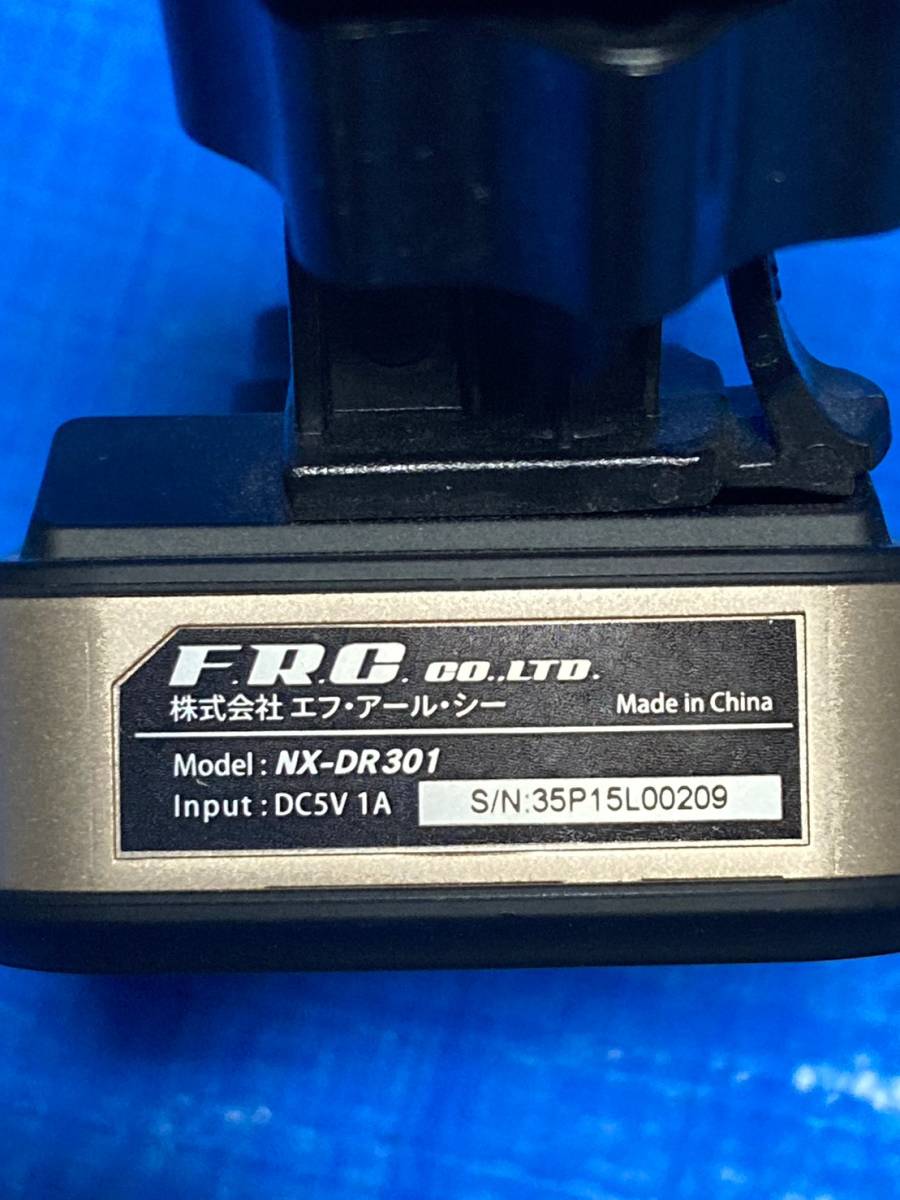 F.R.C. CO.,LTD.
株式会社 エフ・アール・シー Made in China
Model : NX-DR301
Input : DC5V 1A S/N:35P15L00209